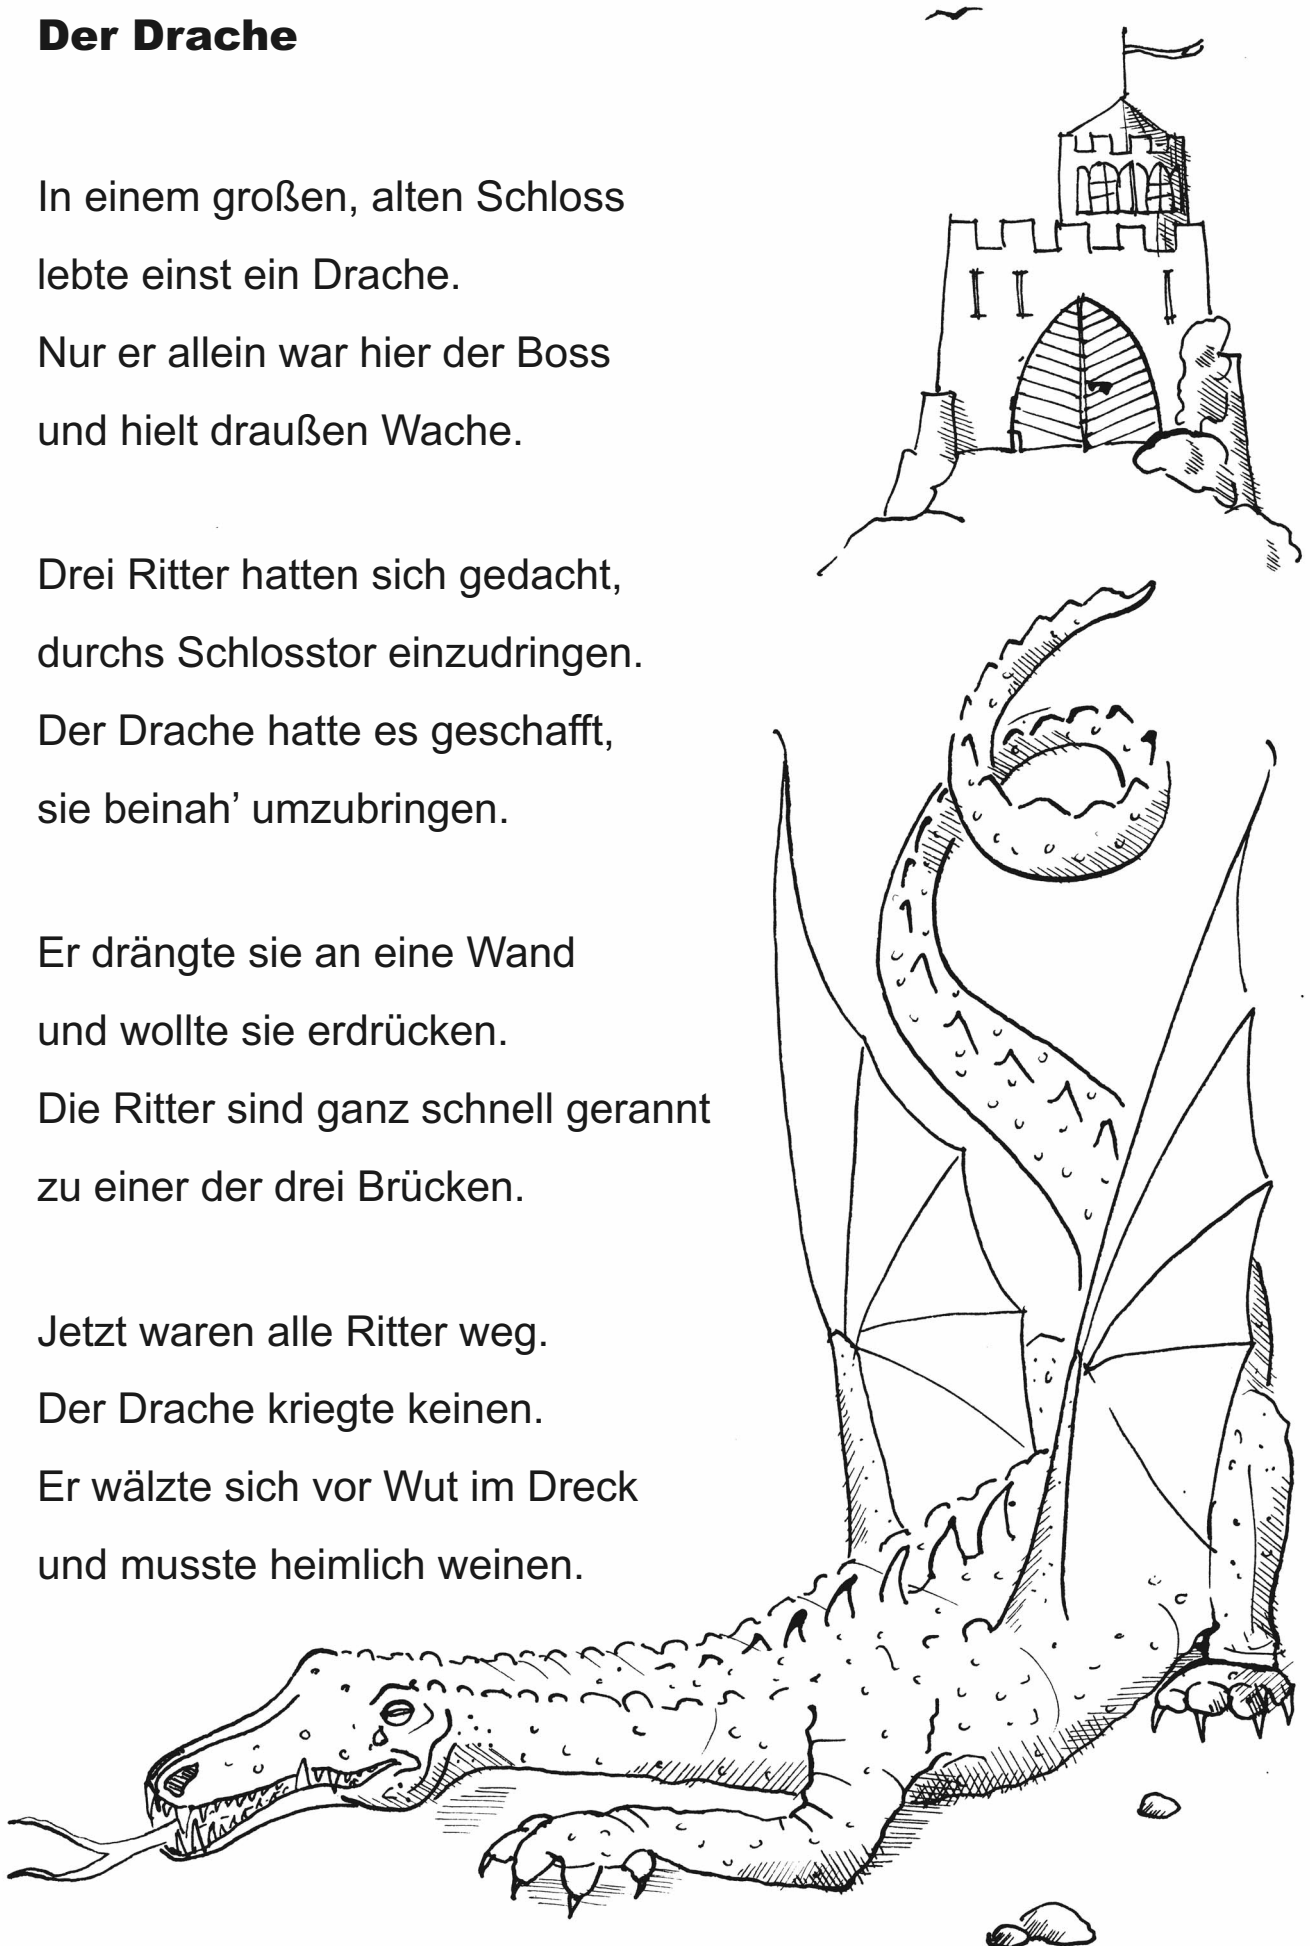 Der Drache
In einem großen, alten Schloss
lebte einst ein Drache.
Nur er allein war hier der Boss
und hielt draußen Wache.
Drei Ritter hatten sich gedacht,
durchs Schlosstor einzudringen.
Der Drache hatte es geschafft,
sie beinah’ umzubringen.
Er drängte sie an eine Wand
und wollte sie erdrücken.
Die Ritter sind ganz schnell gerannt
zu einer der drei Brücken.
Jetzt waren alle Ritter weg.
Der Drache kriegte keinen.
Er wälzte sich vor Wut im Dreck
und musste heimlich weinen.